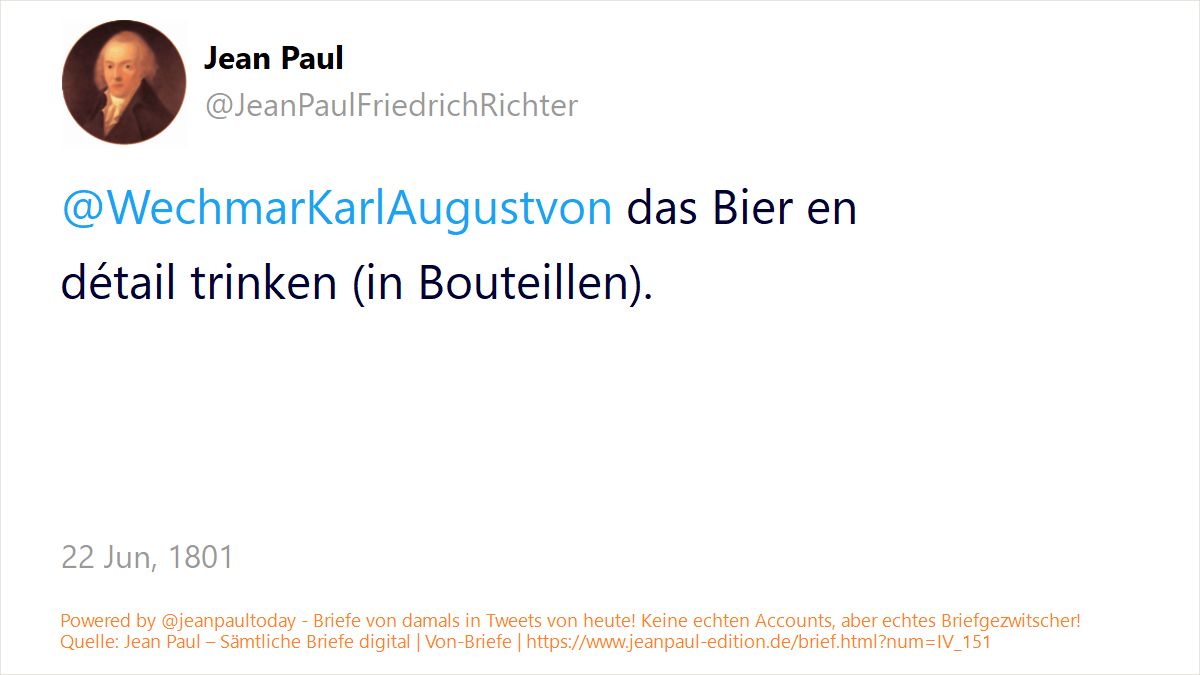 Jean Paul
@JeanPaulFriedrichRichter
@WechmarKarlAugustvon das Bier en
détail trinken (in Bouteillen).
22 Jun, 1801
Powered by @jeanpaultoday - Briefe von damals in Tweets von heute! Keine echten Accounts, aber echtes Briefgezwitscher!
Quelle: Jean Paul – Sämtliche Briefe digital | Von-Briefe | https://www.jeanpaul-edition.de/brief.html?num=IV_151